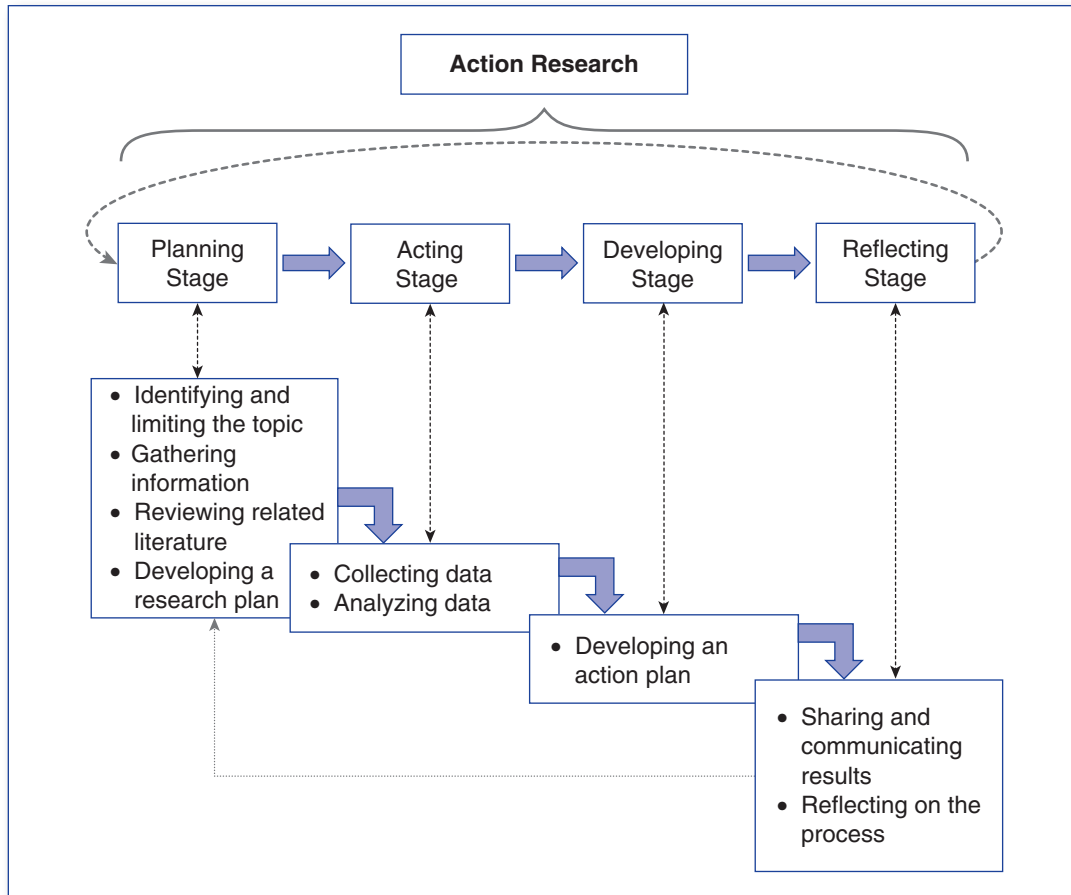 Action Research
Planning
Stage
Acting
Stage
Developing
Stage
Reflecting
Stage
• Identifying and
limiting the topic
• Gathering
information
• Reviewing related
literature
• Developing a
research plan
• Collecting data
• Analyzing data
• Developing an
action plan
• Sharing and
communicating
results
• Reflecting on the
process